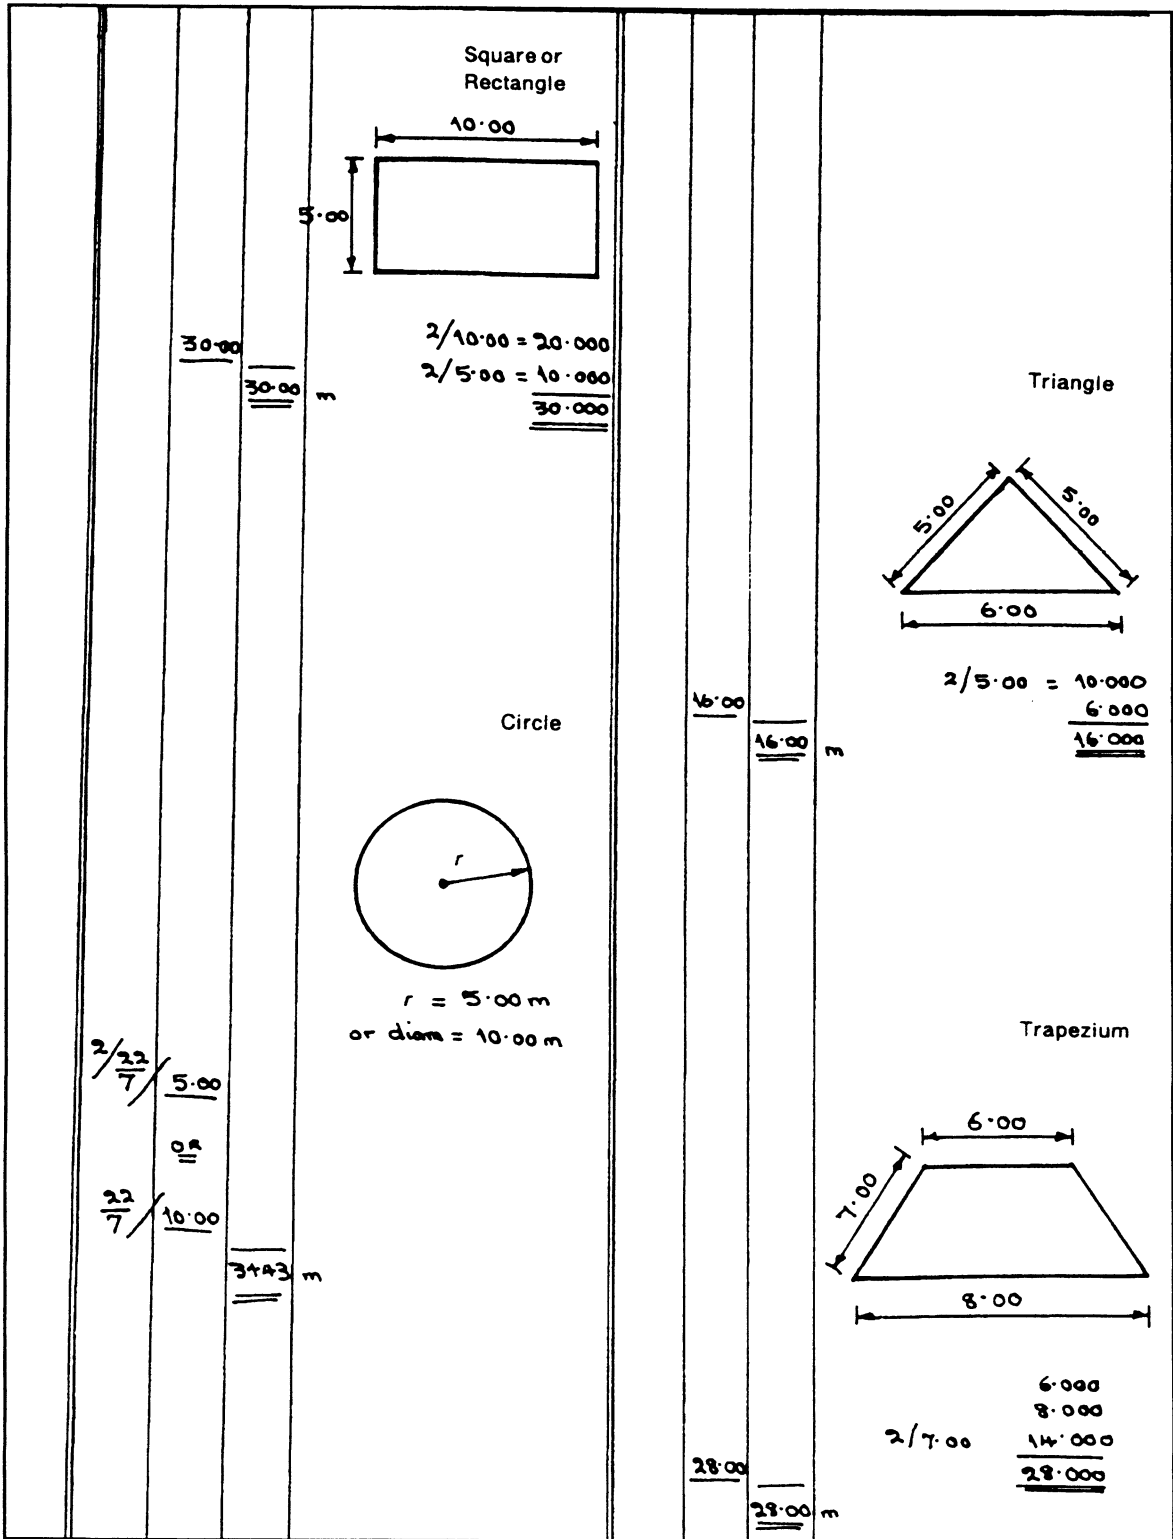 Square or
Rectangle
10.00
5.00
2/10.00 = 20.000
30.00
2/5.00 = 10.000
30.00 m
30.000
Circle
r
r = 5.00 m
or diam = 10.00 m
2/22/7/ 5.00
OR
22/7/ 10.00
31.43 m
Triangle
5.00
5.00
6.00
2/5.00 = 10.000
6.000
16.00
16.000
16.00 m
Trapezium
6.00
7.00
8.00
6.000
8.000
2/7.00 14.000
28.00
28.000
28.00 m